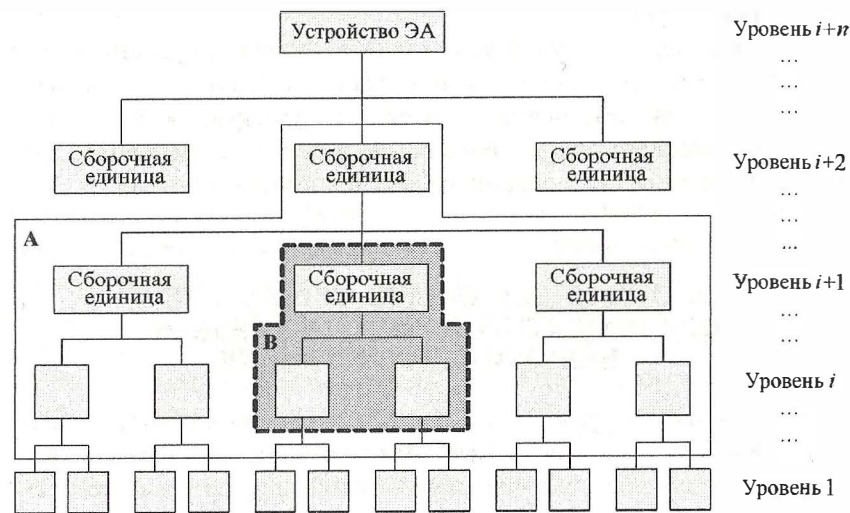 Устройство ЭА
Уровень i+n
...
...
...
Сборочная
единица
Сборочная
единица
Сборочная
единица
Уровень i+2
...
...
...
А
Сборочная
единица
Сборочная
единица
Сборочная
единица
Уровень i+1
...
...
В
Уровень i
...
...
Уровень 1